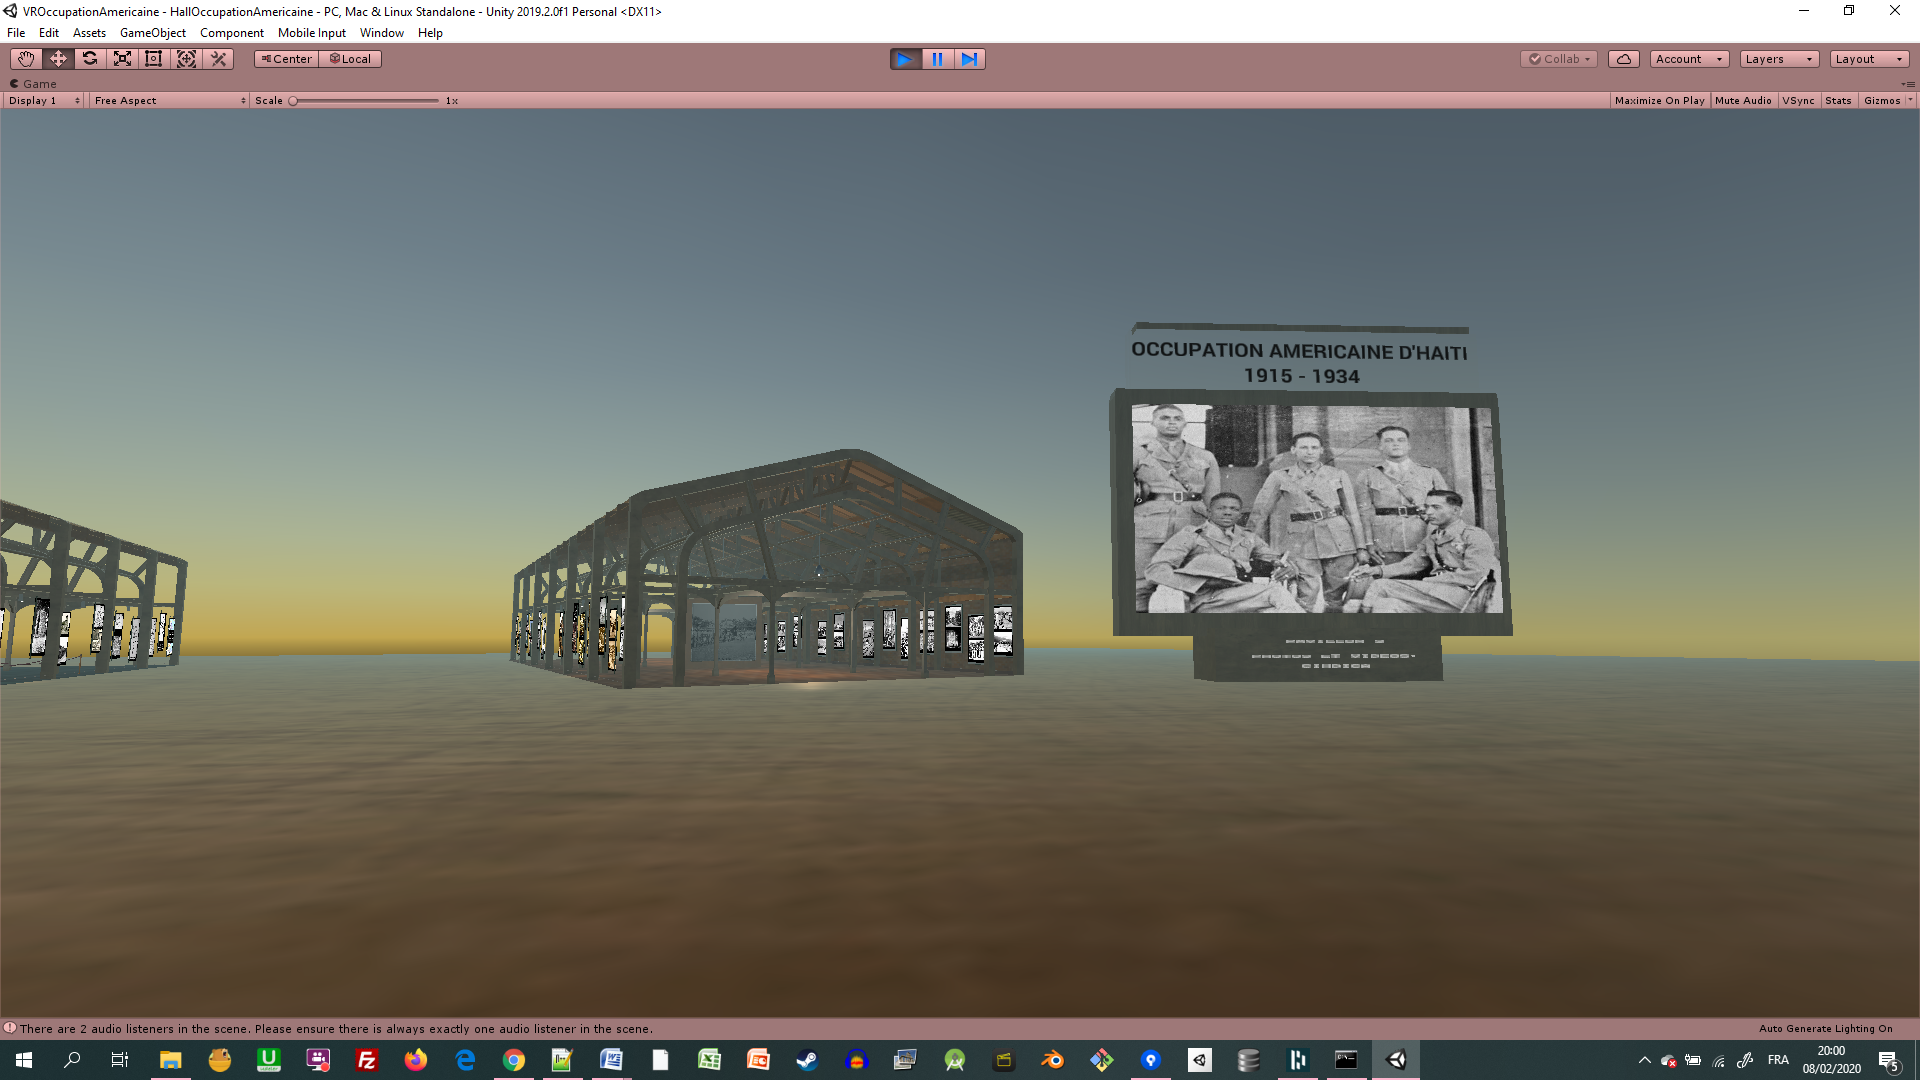 VROccupationAmericaine - HallOccupationAmericaine - PC, Mac & Linux Standalone - Unity 2019.2.0f1 Personal <DX11>
File Edit Assets GameObject Component Mobile Input Window Help
Center Local Collab Account Layers Layout
Game
Display 1 Free Aspect Scale 1x Maximize On Play Mute Audio VSync Stats Gizmos
OCCUPATION AMERICAINE D'HAITI
1915 - 1934
There are 2 audio listeners in the scene. Please ensure there is always exactly one audio listener in the scene.
Auto Generate Lighting On
FRA
20:00
08/02/2020
5